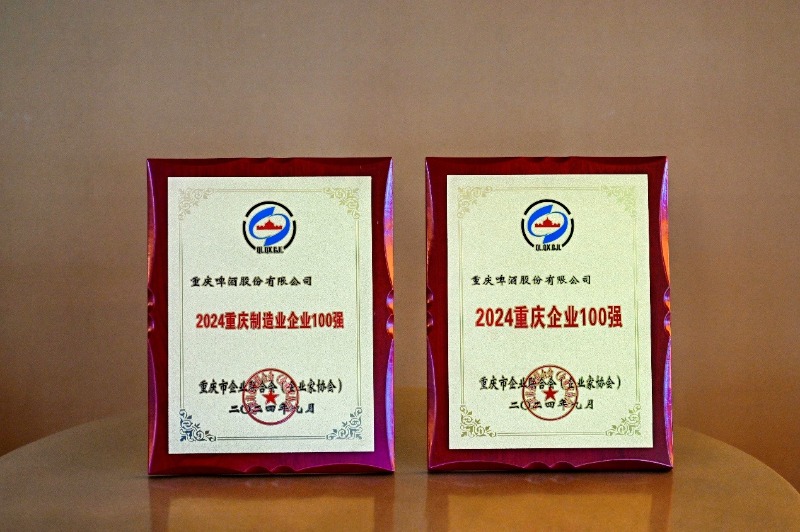 重庆啤酒股份有限公司
2024重庆制造业企业100强
重庆市企业联合会（企业家协会）
二〇二四年九月
重庆啤酒股份有限公司
2024重庆企业100强
重庆市企业联合会（企业家协会）
二〇二四年九月